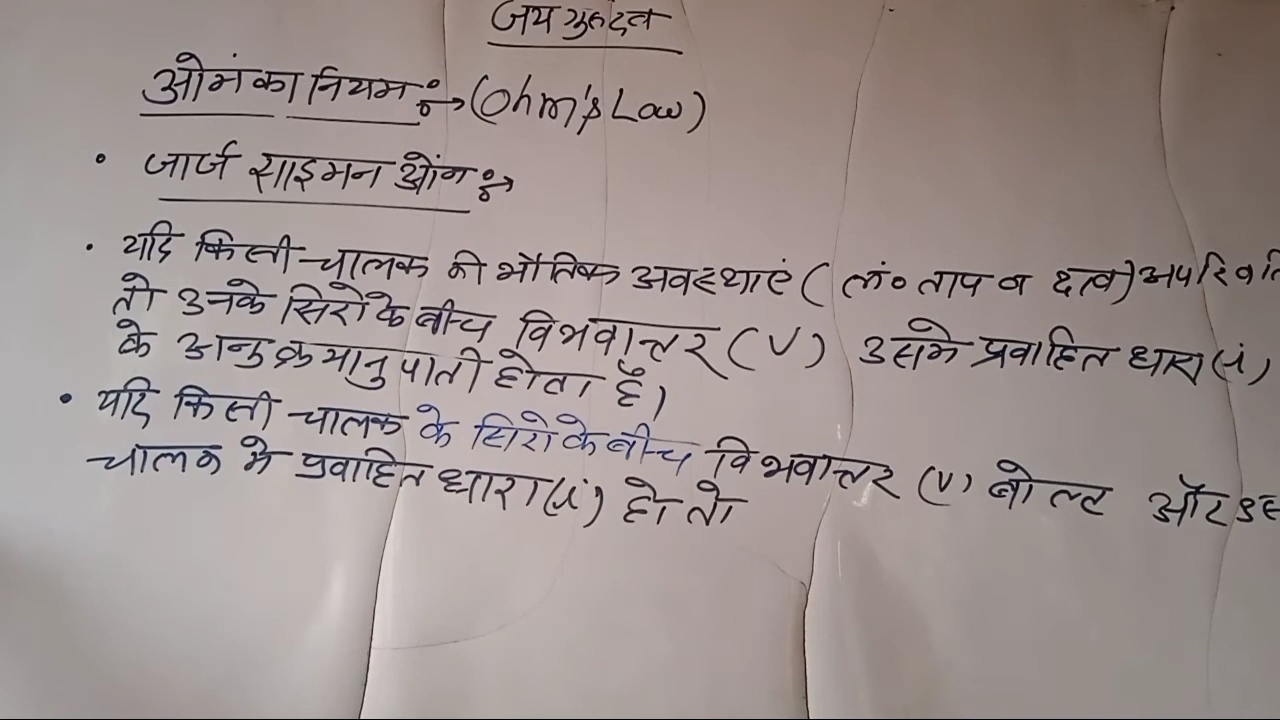 जय गुरुदेव
ओम का नियम :→ (Ohm's Law)
• जार्ज साइमन ओम :→
• यदि किसी चालक की भौतिक अवस्थाएं ( लं० ताप व दाब) अपरिवर्ति
तो उनके सिरो के बीच विभवान्तर (V) उसमे प्रवाहित धारा (i)
के अनुक्रमानुपाती होता है।
• यदि किसी चालक के सिरो के बीच विभवान्तर (V) वोल्ट और
चालक मे प्रवाहित धारा (i) हो तो